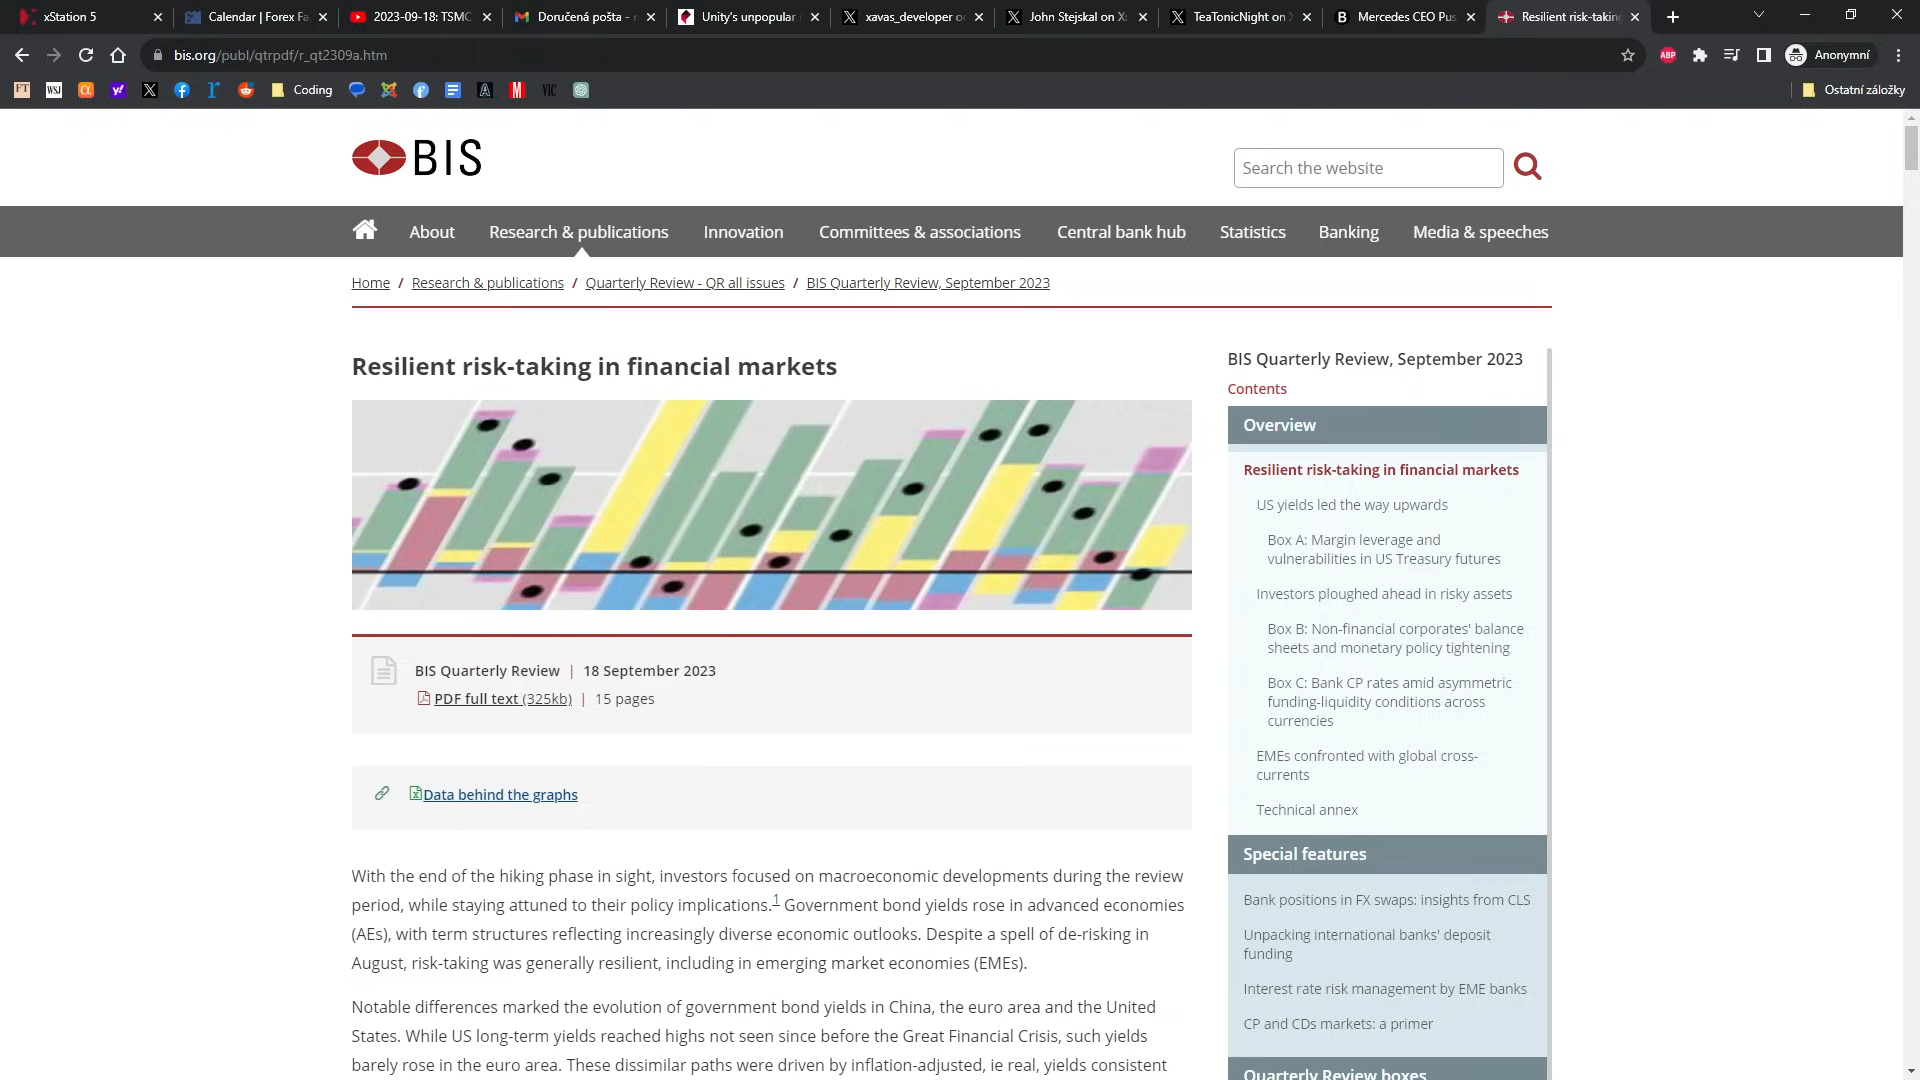 xStation 5
Calendar | Forex Fa
2023-09-18: TSMC
Doručená pošta -
Unity's unpopular
xavas_developer o
John Stejskal on X
TeaTonicNight on
Mercedes CEO Pus
Resilient risk-takin
bis.org/publ/qtrpdf/r_qt2309a.htm
ABP
Anonymní
FT
WSJ
Coding
VIC
Ostatní záložky
BIS
Search the website
About
Research & publications
Innovation
Committees & associations
Central bank hub
Statistics
Banking
Media & speeches
Home / Research & publications / Quarterly Review - QR all issues / BIS Quarterly Review, September 2023
Resilient risk-taking in financial markets
BIS Quarterly Review | 18 September 2023
PDF full text (325kb) | 15 pages
Data behind the graphs
With the end of the hiking phase in sight, investors focused on macroeconomic developments during the review
period, while staying attuned to their policy implications.1 Government bond yields rose in advanced economies
(AEs), with term structures reflecting increasingly diverse economic outlooks. Despite a spell of de-risking in
August, risk-taking was generally resilient, including in emerging market economies (EMEs).
Notable differences marked the evolution of government bond yields in China, the euro area and the United
States. While US long-term yields reached highs not seen since before the Great Financial Crisis, such yields
barely rose in the euro area. These dissimilar paths were driven by inflation-adjusted, ie real, yields consistent
BIS Quarterly Review, September 2023
Contents
Overview
Resilient risk-taking in financial markets
US yields led the way upwards
Box A: Margin leverage and
vulnerabilities in US Treasury futures
Investors ploughed ahead in risky assets
Box B: Non-financial corporates' balance
sheets and monetary policy tightening
Box C: Bank CP rates amid asymmetric
funding-liquidity conditions across
currencies
EMEs confronted with global cross-
currents
Technical annex
Special features
Bank positions in FX swaps: insights from CLS
Unpacking international banks' deposit
funding
Interest rate risk management by EME banks
CP and CDs markets: a primer
Quarterly Review boxes